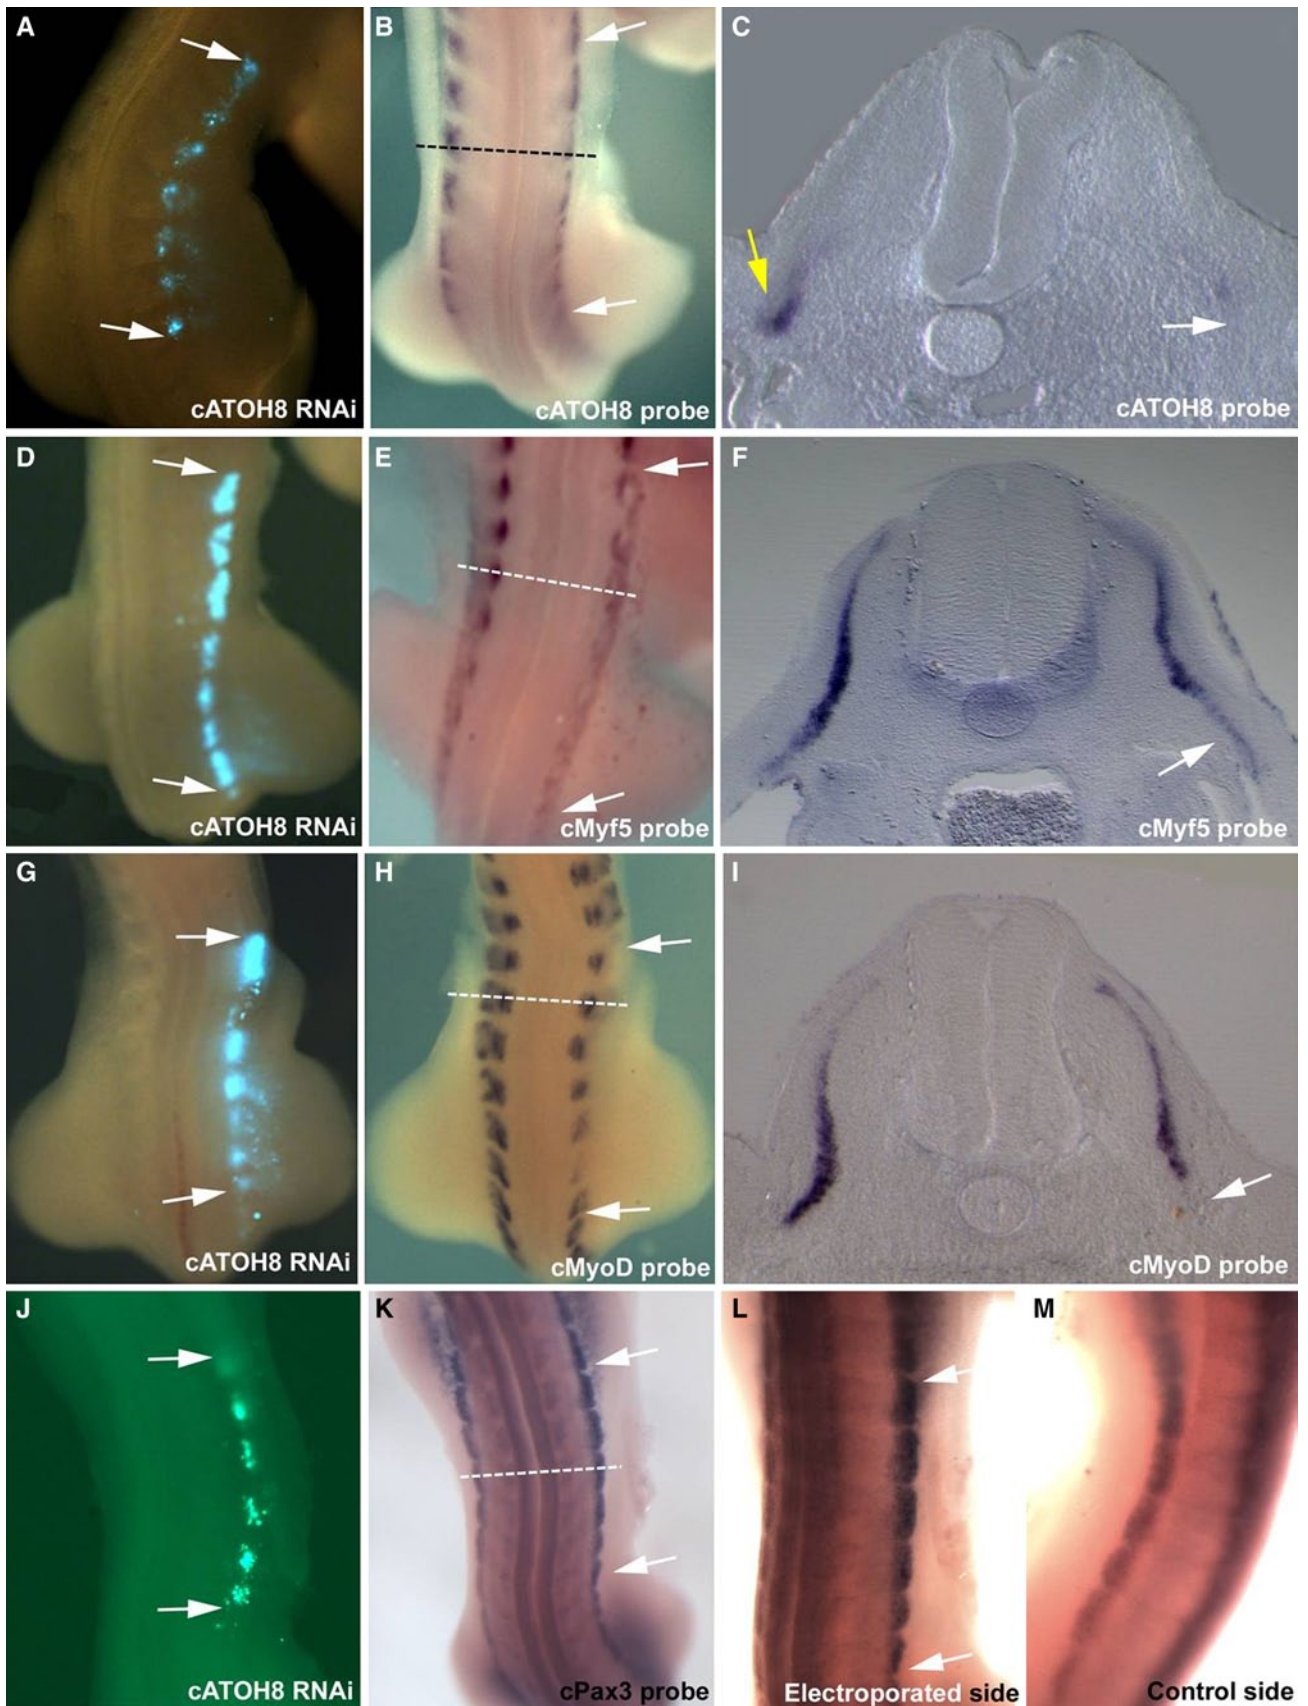 A
cATOH8 RNAi
B
cATOH8 probe
C
cATOH8 probe
D
cATOH8 RNAi
E
cMyf5 probe
F
cMyf5 probe
G
cATOH8 RNAi
H
cMyoD probe
I
cMyoD probe
J
cATOH8 RNAi
K
cPax3 probe
L
Electroporated side
M
Control side